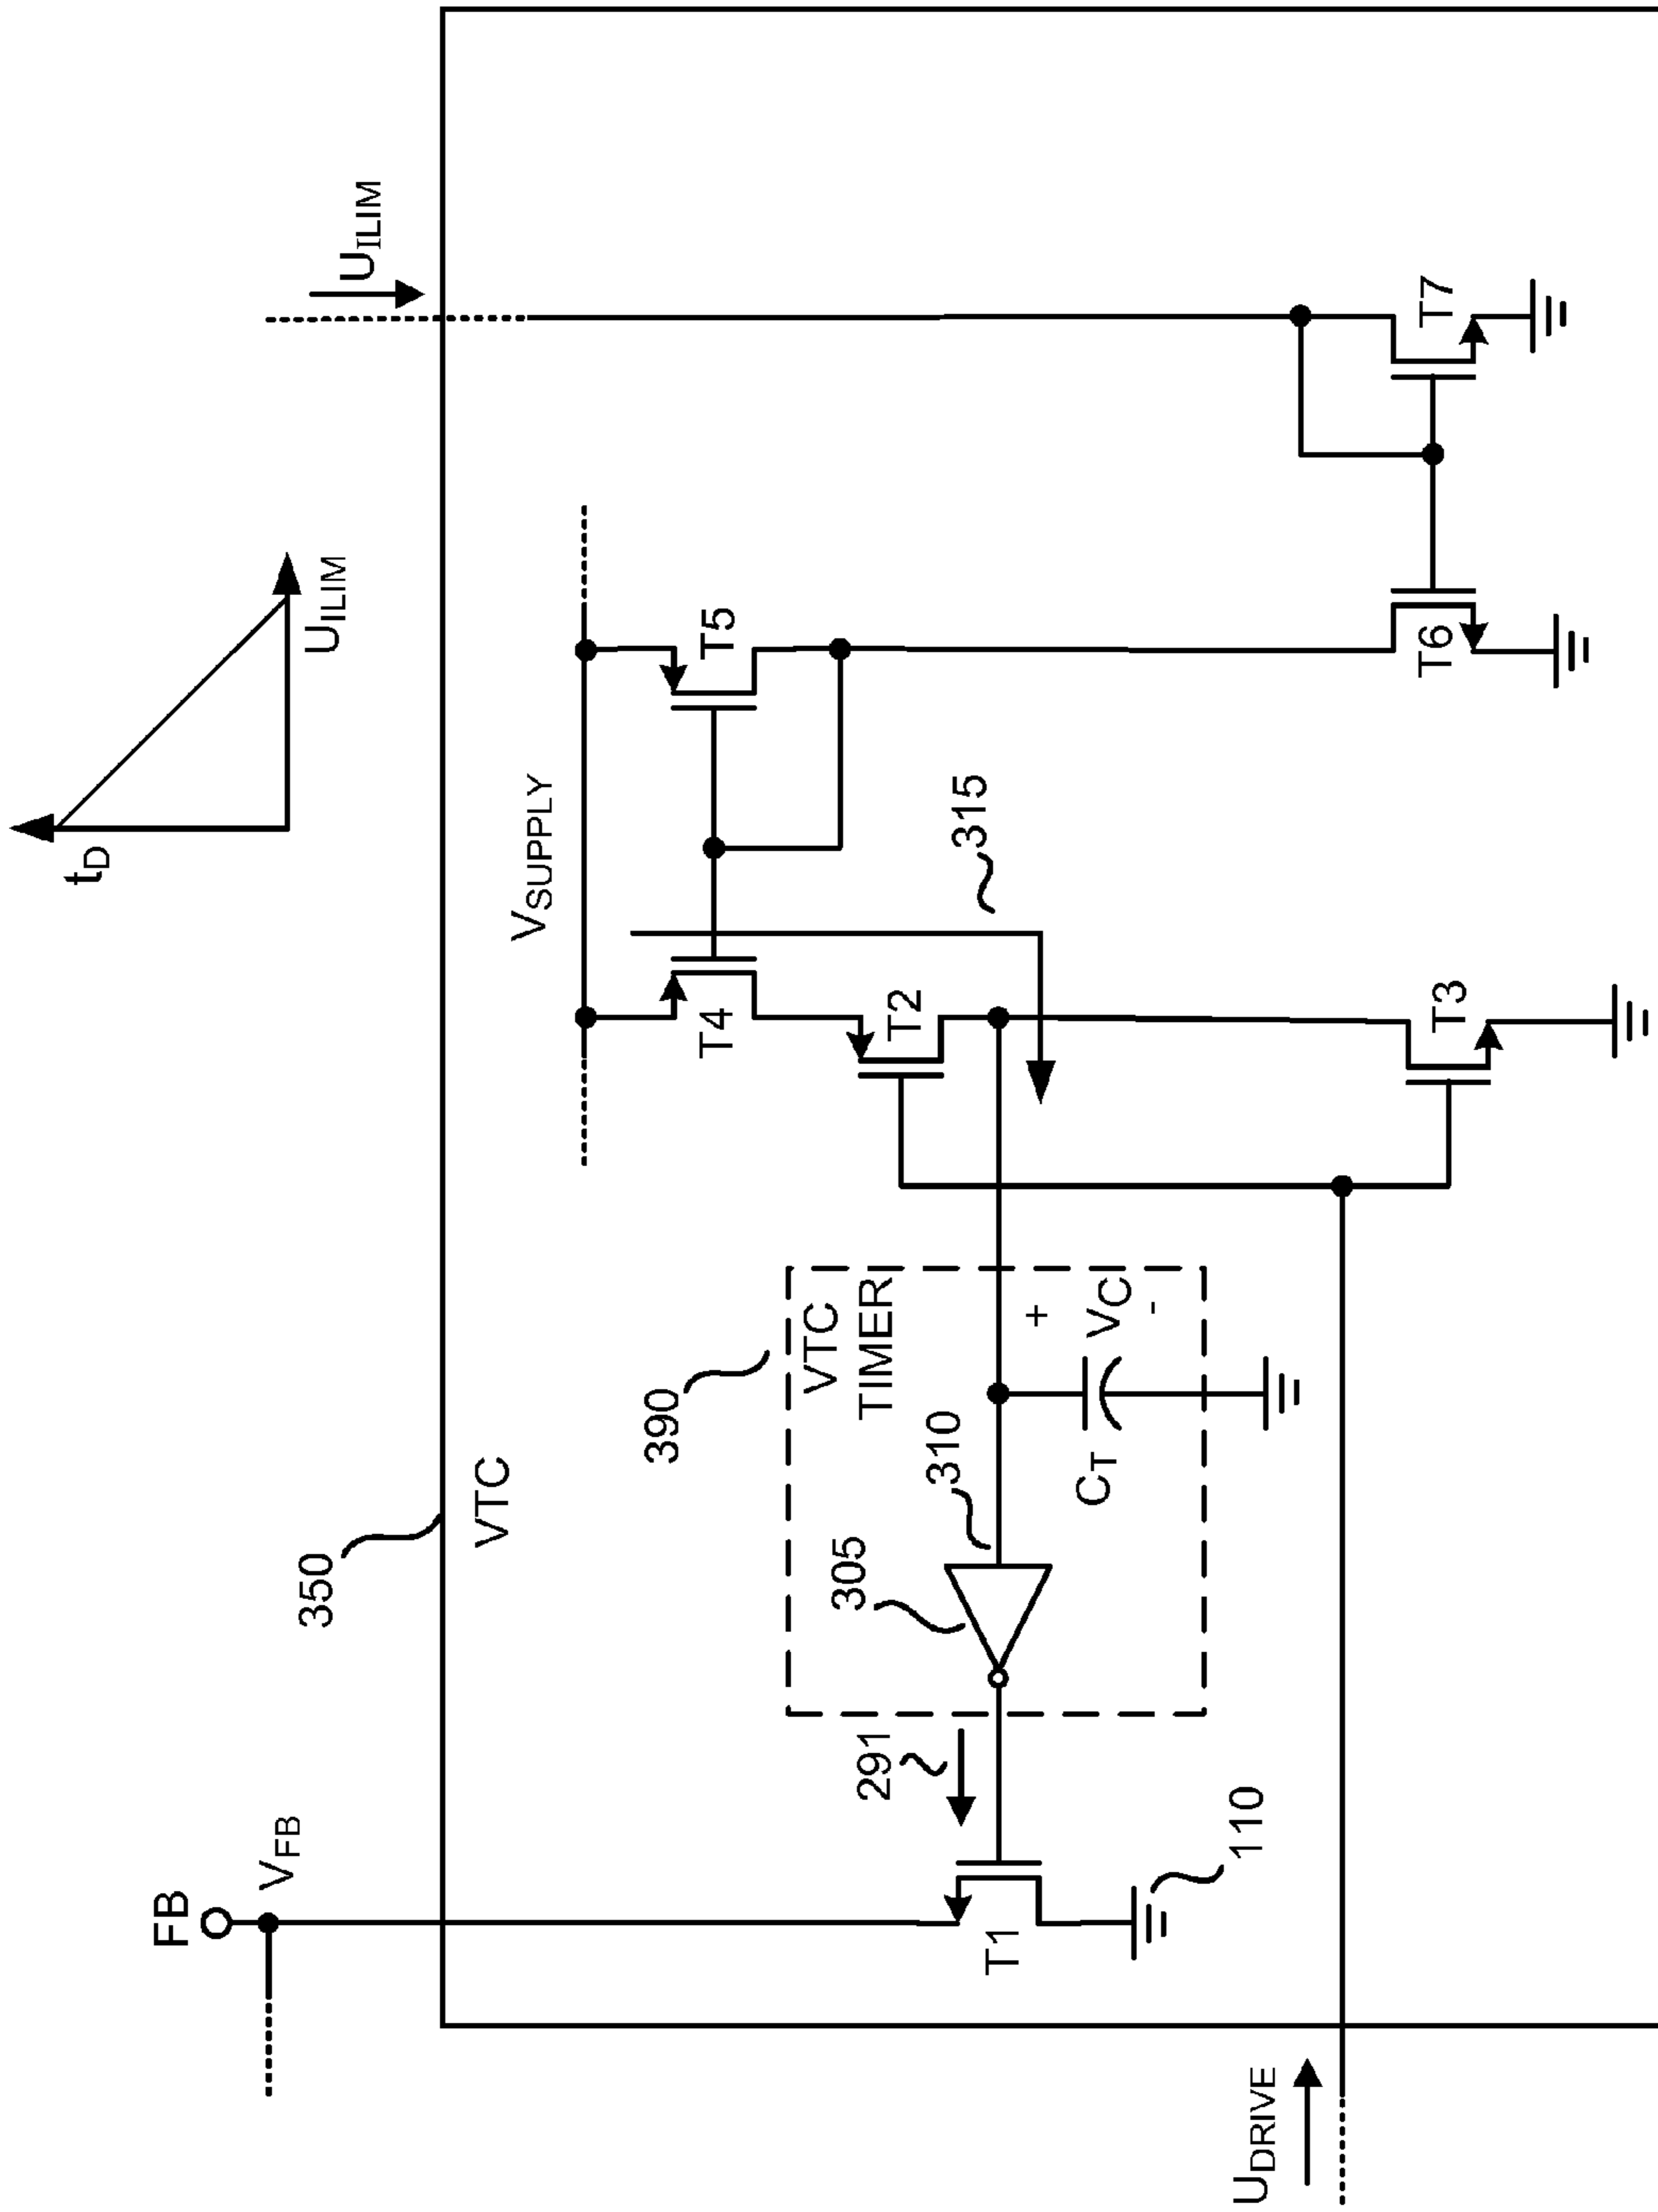 t_D
U_ILIM
U_ILIM
FB
V_FB
350
VTC
V_SUPPLY
T5
T4
390
VTC
TIMER
T2
315
305
310
291
+
V_C
-
C_T
T1
110
T3
T6
T7
U_DRIVE